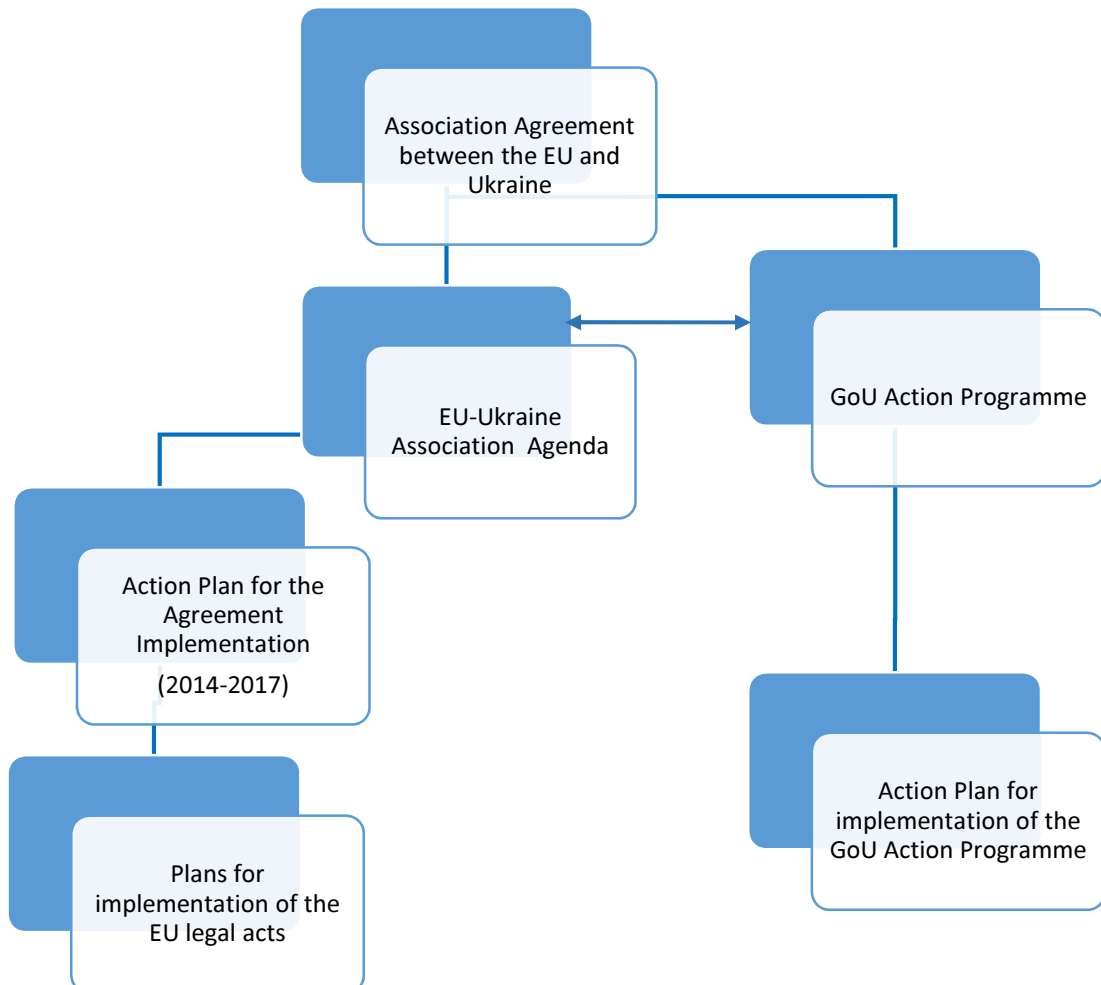 Association Agreement
between the EU and
Ukraine
EU-Ukraine
Association Agenda
GoU Action Programme
Action Plan for the
Agreement
Implementation
(2014-2017)
Action Plan for
implementation of the
GoU Action Programme
Plans for
implementation of the
EU legal acts